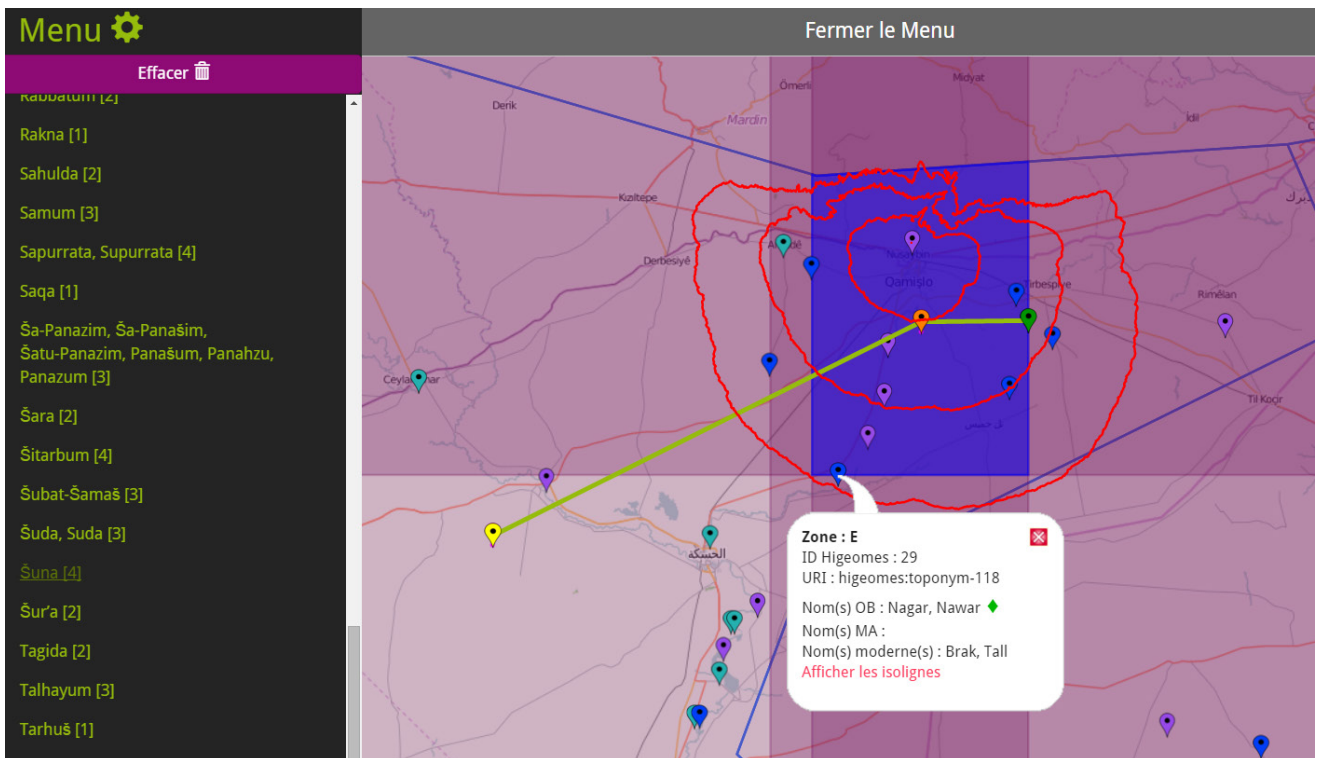 Menu
Fermer le Menu
Effacer
Rabbatum [2]
Rakna [1]
Sahulda [2]
Samum [3]
Sapurrata, Supurrata [4]
Saqa [1]
Ša-Panazim, Ša-Panašim,
Šatu-Panazim, Panašum, Panahzu,
Panazum [3]
Šara [2]
Šitarbum [4]
Šubat-Šamaš [3]
Šuda, Suda [3]
Šuna [4]
Šur'a [2]
Tagida [2]
Talhayum [3]
Tarhuš [1]
Derik
Ömerli
Midyat
Mardin
İdil
Kızıltepe
Derbesiyê
Nusaybin
Qamişlo
Tirbespiye
Rimêlan
Til Koçir
الحسكة
Zone : E
ID Higeomes : 29
URI : higeomes:toponym-118
Nom(s) OB : Nagar, Nawar
Nom(s) MA :
Nom(s) moderne(s) : Brak, Tall
Afficher les isolignes